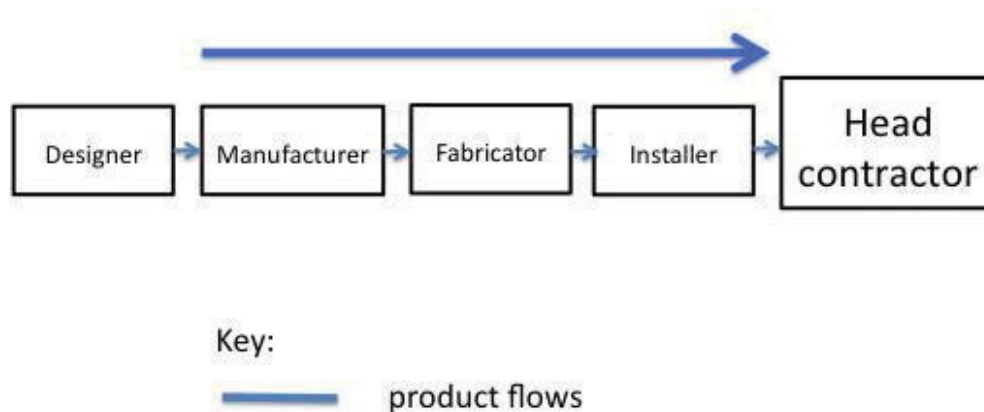 Designer
Manufacturer
Fabricator
Installer
Head
contractor
Key:
product flows